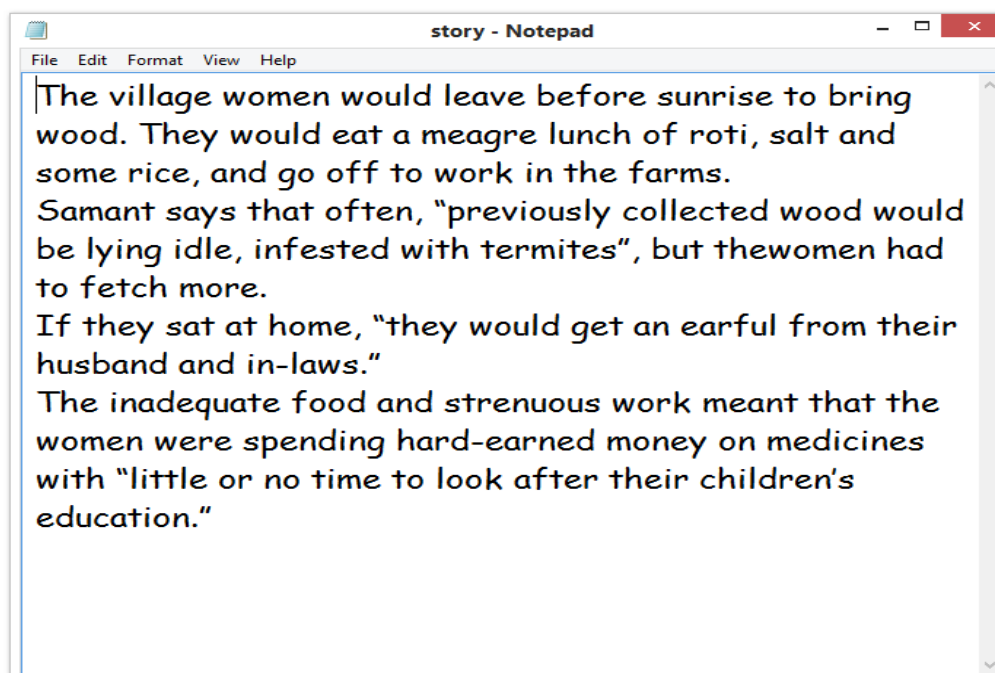 story - Notepad
File Edit Format View Help
The village women would leave before sunrise to bring
wood. They would eat a meagre lunch of roti, salt and
some rice, and go off to work in the farms.
Samant says that often, “previously collected wood would
be lying idle, infested with termites”, but thewomen had
to fetch more.
If they sat at home, “they would get an earful from their
husband and in-laws.”
The inadequate food and strenuous work meant that the
women were spending hard-earned money on medicines
with “little or no time to look after their children’s
education.”